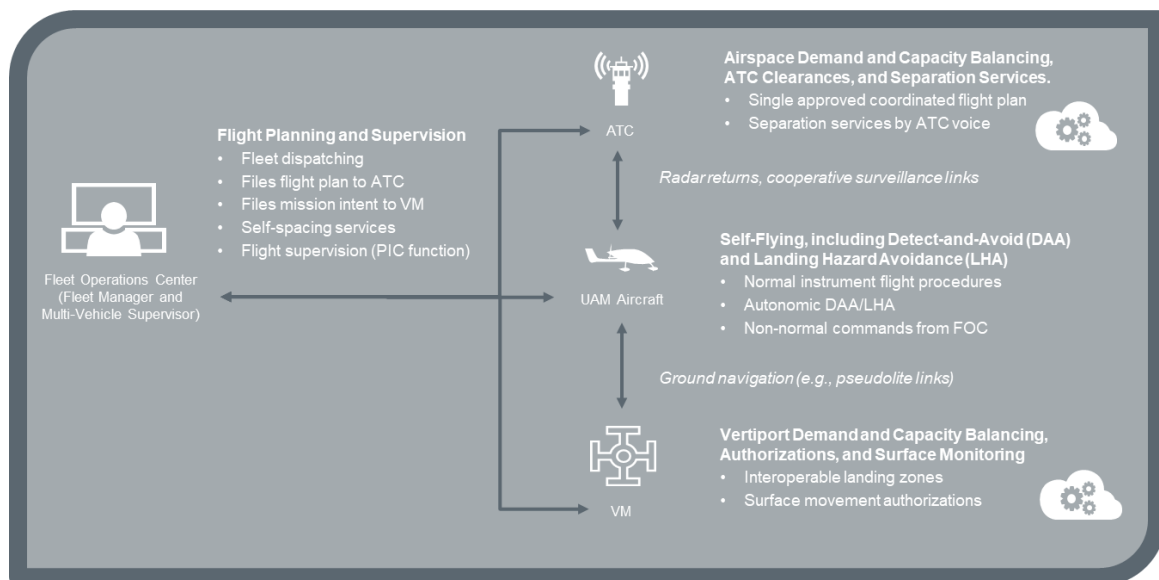 Flight Planning and Supervision
• Fleet dispatching
• Files flight plan to ATC
• Files mission intent to VM
• Self-spacing services
• Flight supervision (PIC function)
Fleet Operations Center
(Fleet Manager and
Multi-Vehicle Supervisor)
ATC
Airspace Demand and Capacity Balancing,
ATC Clearances, and Separation Services.
• Single approved coordinated flight plan
• Separation services by ATC voice
Radar returns, cooperative surveillance links
UAM Aircraft
Self-Flying, including Detect-and-Avoid (DAA)
and Landing Hazard Avoidance (LHA)
• Normal instrument flight procedures
• Autonomic DAA/LHA
• Non-normal commands from FOC
Ground navigation (e.g., pseudolite links)
VM
Vertiport Demand and Capacity Balancing,
Authorizations, and Surface Monitoring
• Interoperable landing zones
• Surface movement authorizations